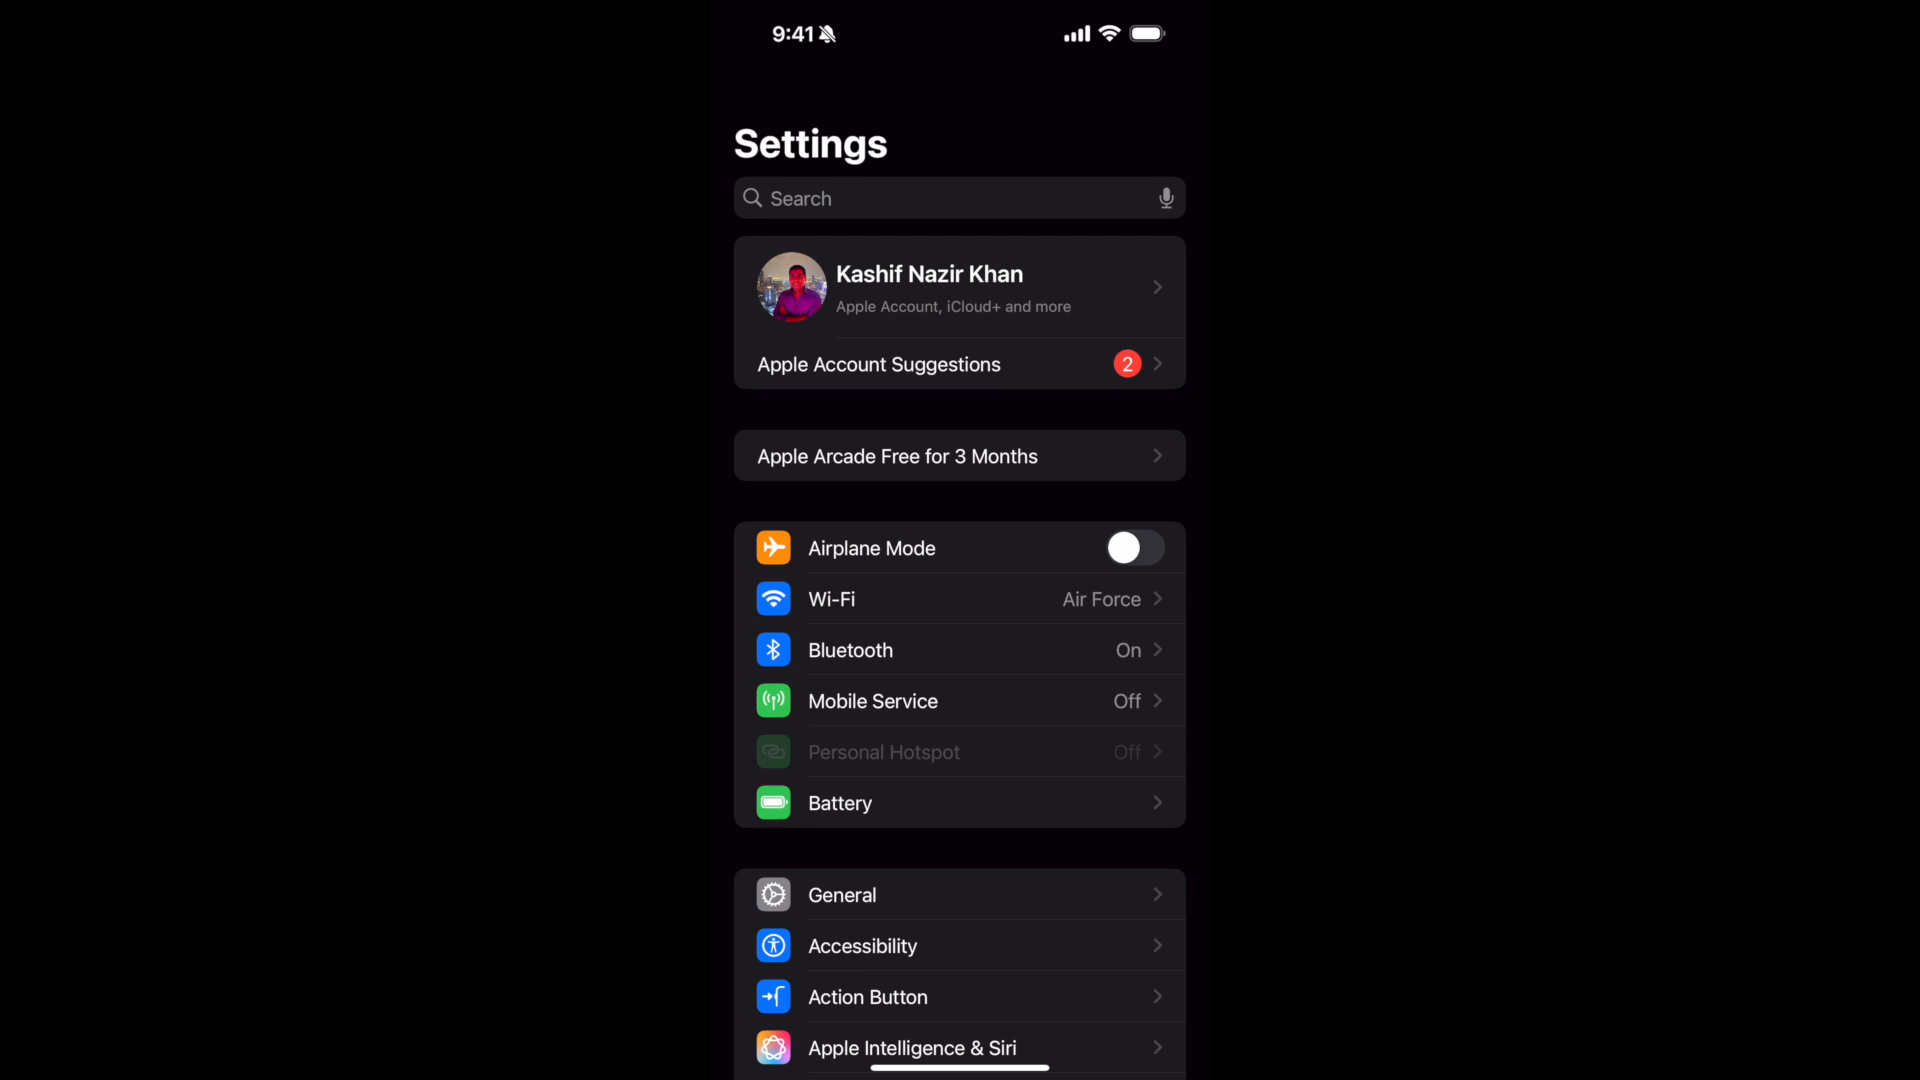 9:41
Settings
Search
Kashif Nazir Khan
Apple Account, iCloud+ and more
Apple Account Suggestions 2
Apple Arcade Free for 3 Months
Airplane Mode
Wi-Fi Air Force
Bluetooth On
Mobile Service Off
Personal Hotspot Off
Battery
General
Accessibility
Action Button
Apple Intelligence & Siri